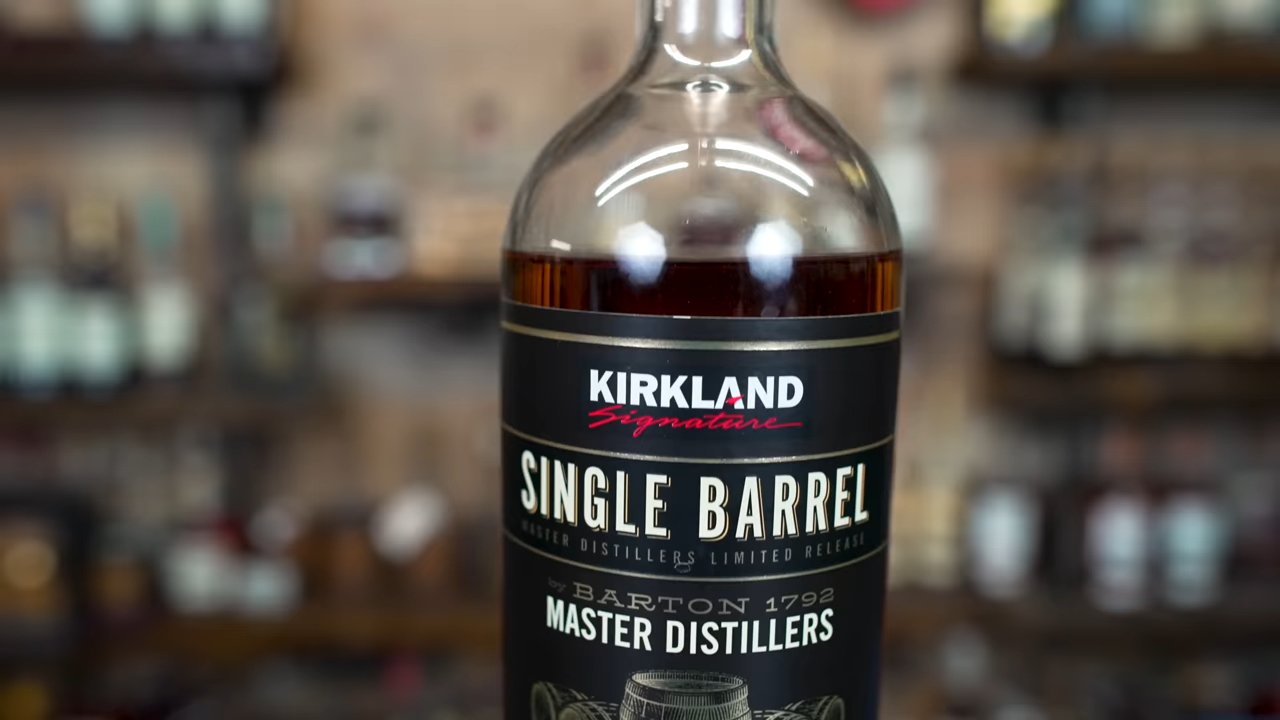 KIRKLAND
Signature
SINGLE BARREL
MASTER DISTILLERS LIMITED RELEASE
by BARTON 1792
MASTER DISTILLERS